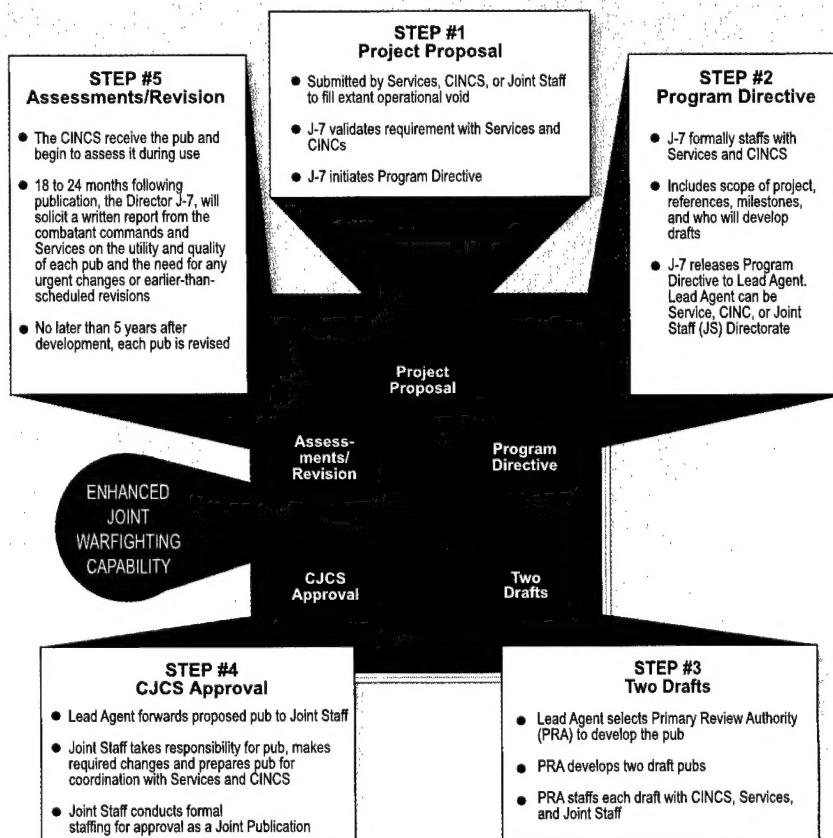 STEP #1
Project Proposal
● Submitted by Services, CINCS, or Joint Staff
to fill extant operational void
● J-7 validates requirement with Services and
CINCs
● J-7 initiates Program Directive
STEP #5
Assessments/Revision
● The CINCS receive the pub and
begin to assess it during use
● 18 to 24 months following
publication, the Director J-7, will
solicit a written report from the
combatant commands and
Services on the utility and quality
of each pub and the need for any
urgent changes or earlier-than-
scheduled revisions
● No later than 5 years after
development, each pub is revised
STEP #2
Program Directive
● J-7 formally staffs with
Services and CINCS
● Includes scope of project,
references, milestones,
and who will develop
drafts
● J-7 releases Program
Directive to Lead Agent.
Lead Agent can be
Service, CINC, or Joint
Staff (JS) Directorate
Project
Proposal
Assess-
ments/
Revision
Program
Directive
ENHANCED
JOINT
WARFIGHTING
CAPABILITY
CJCS
Approval
Two
Drafts
STEP #4
CJCS Approval
● Lead Agent forwards proposed pub to Joint Staff
● Joint Staff takes responsibility for pub, makes
required changes and prepares pub for
coordination with Services and CINCS
● Joint Staff conducts formal
staffing for approval as a Joint Publication
STEP #3
Two Drafts
● Lead Agent selects Primary Review Authority
(PRA) to develop the pub
● PRA develops two draft pubs
● PRA staffs each draft with CINCS, Services,
and Joint Staff